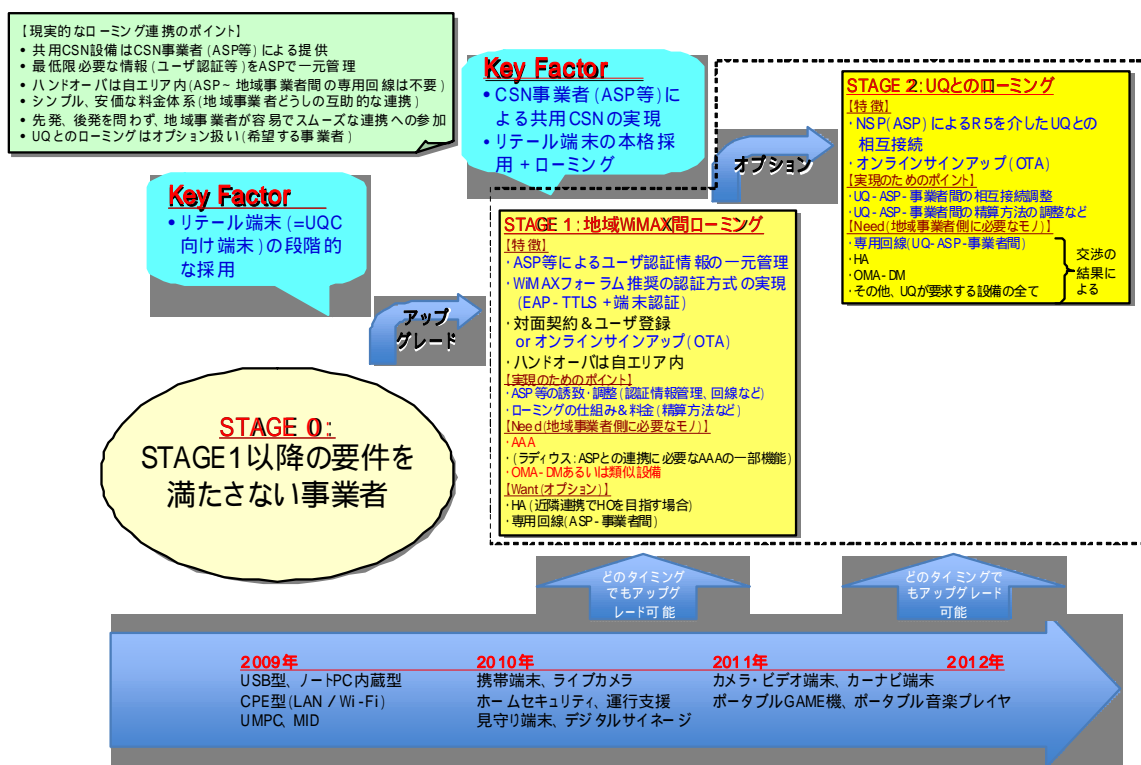 【現実的なローミング連携のポイント】
• 共用CSN設備はCSN事業者(ASP等)による提供
• 最低限必要な情報(ユーザ認証等)をASPで一元管理
• ハンドオーバは自エリア内(ASP~地域事業者間の専用回線は不要)
• シンプル、安価な料金体系(地域事業者どうしの互助的な連携)
• 先発、後発を問わず、地域事業者が容易でスムーズな連携への参加
• UQとのローミングはオプション扱い(希望する事業者)
Key Factor
• リテール端末(=UQC
向け端末)の段階的
な採用
Key Factor
• CSN事業者(ASP等)に
よる共用CSNの実現
• リテール端末の本格採
用+ローミング
アップ
グレード
オプション
STAGE 0:
STAGE1以降の要件を
満たさない事業者
STAGE 1:地域WiMAX間ローミング
【特徴】
・ASP等によるユーザ認証情報の一元管理
・WiMAXフォーラム推奨の認証方式の実現
(EAP-TTLS+端末認証)
・対面契約&ユーザ登録
or オンラインサインアップ(OTA)
・ハンドオーバは自エリア内
【実現のためのポイント】
・ASP等の誘致・調整(認証情報管理、回線など)
・ローミングの仕組み&料金(精算方法など)
【Need(地域事業者側に必要なモノ)】
・AAA
・(ラディウス:ASPとの連携に必要なAAAの一部機能)
・OMA-DMあるいは類似設備
【Want(オプション)】
・HA(近隣連携でHOを目指す場合)
・専用回線(ASP-事業者間)
STAGE 2:UQとのローミング
【特徴】
・NSP(ASP)によるR5を介したUQとの
相互接続
・オンラインサインアップ(OTA)
【実現のためのポイント】
・UQ-ASP-事業者間の相互接続調整
・UQ-ASP-事業者間の精算方法の調整など
【Need(地域事業者側に必要なモノ)】
・専用回線(UQ-ASP-事業者間)
・HA
・OMA-DM
・その他、UQが要求する設備の全て
交渉の
結果に
よる
どのタイミング
でもアップグ
レード可能
どのタイミングで
もアップグレード
可能
2009年
USB型、ノートPC内蔵型
CPE型(LAN/Wi-Fi)
UMPC、MID
2010年
携帯端末、ライブカメラ
ホームセキュリティ、運行支援
見守り端末、デジタルサイネージ
2011年
2012年
カメラ・ビデオ端末、カーナビ端末
ポータブルGAME機、ポータブル音楽プレイヤ